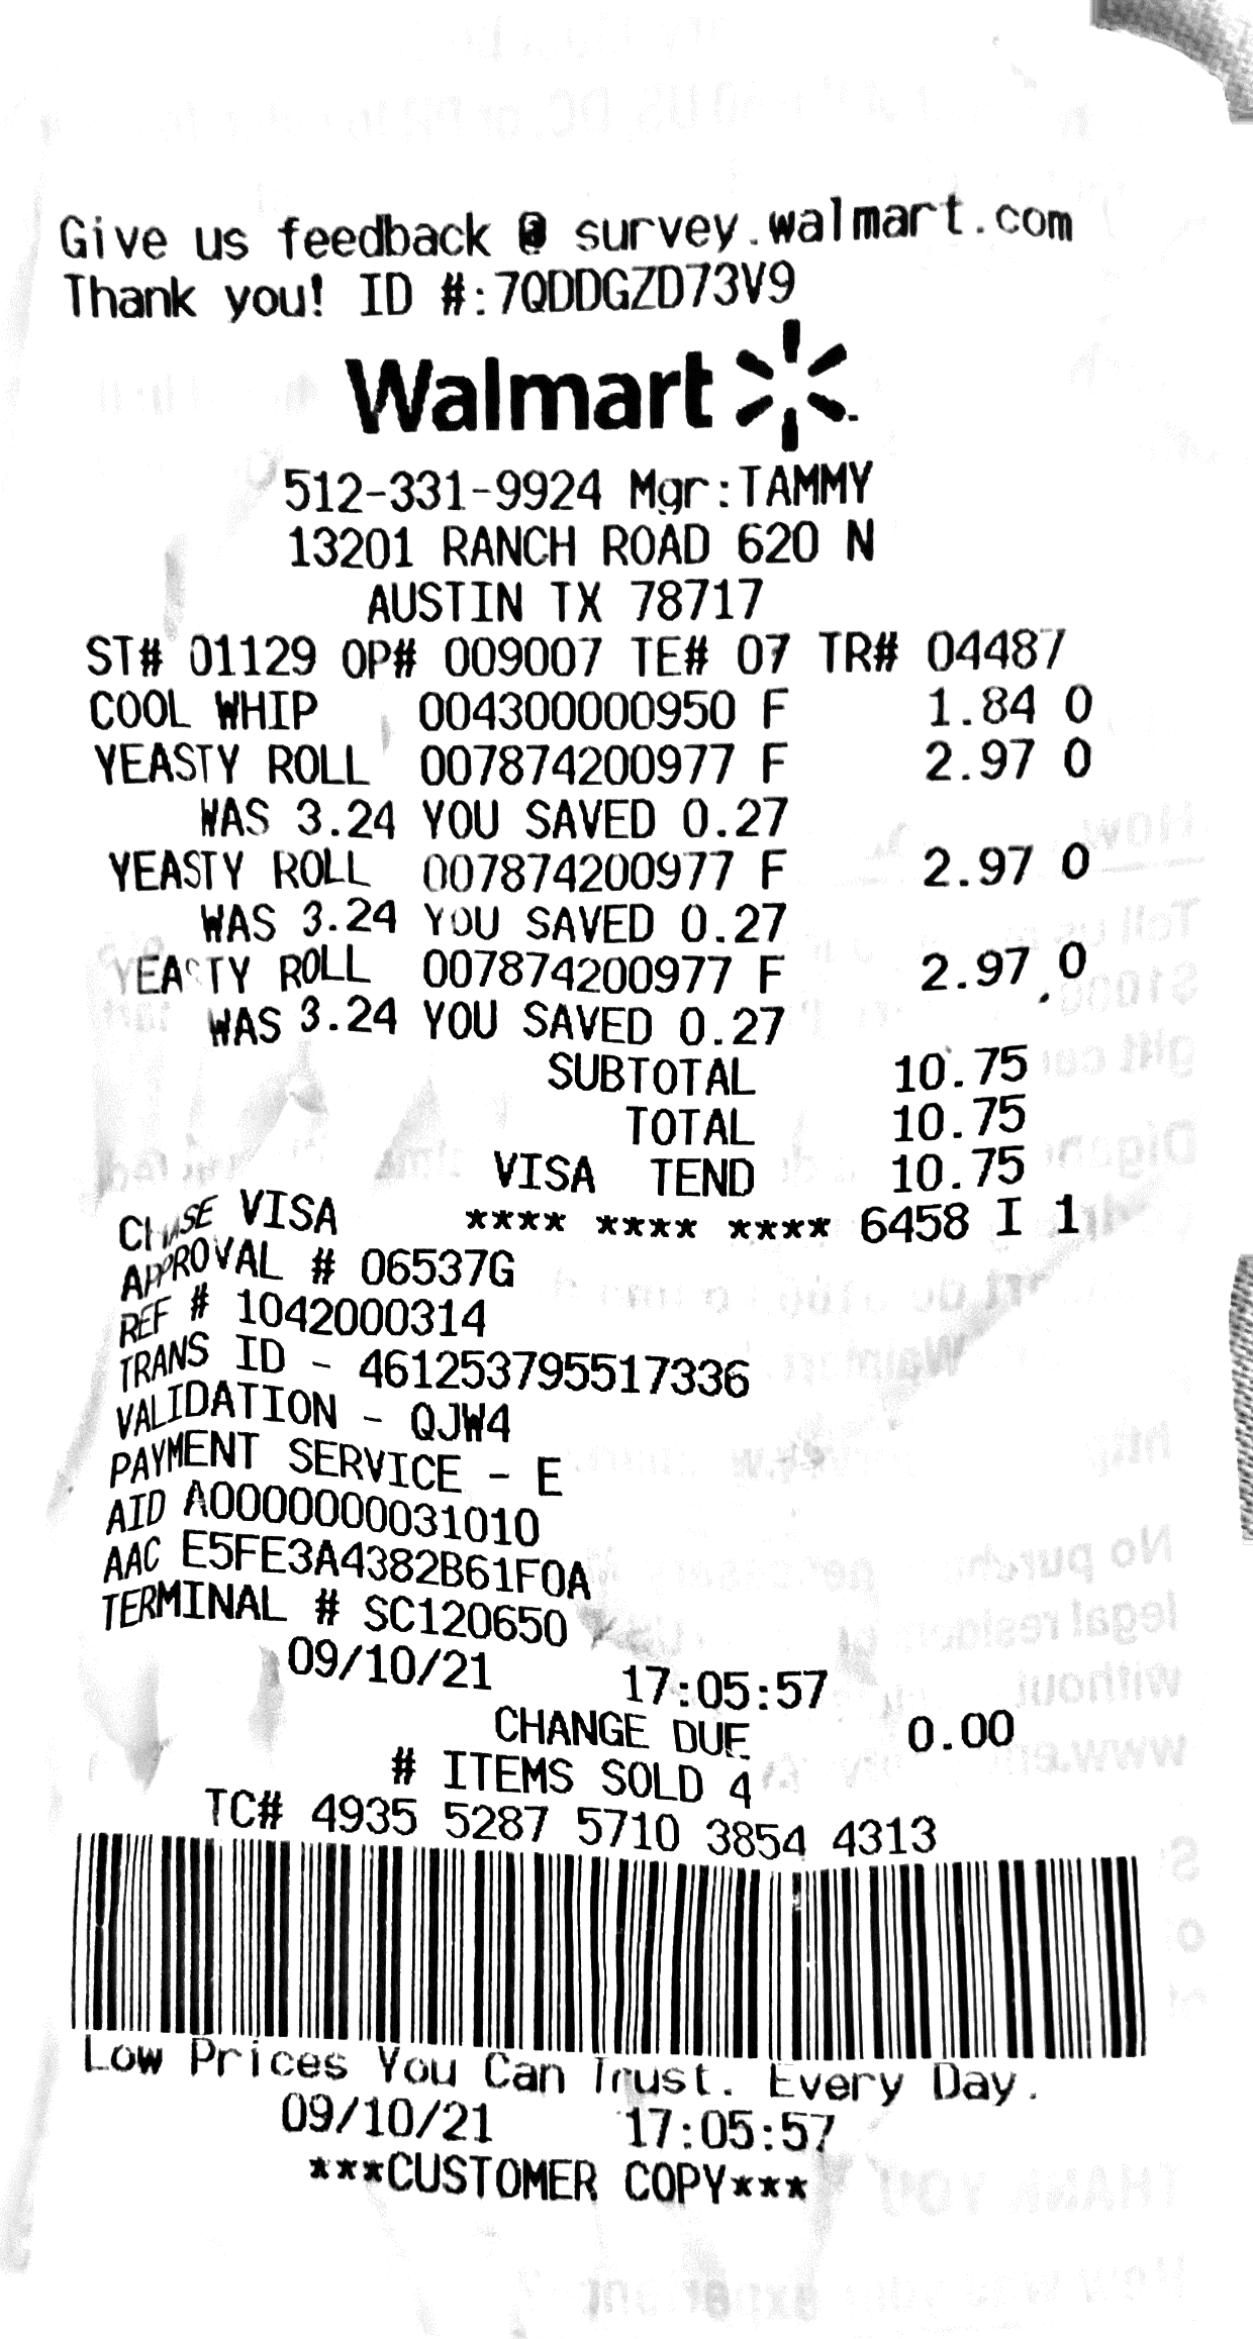 Give us feedback @ survey.walmart.com
Thank you! ID #:7QDDGZD73V9
Walmart
512-331-9924 Mgr:TAMMY
13201 RANCH ROAD 620 N
AUSTIN TX 78717
ST# 01129 OP# 009007 TE# 07 TR# 04487
COOL WHIP 004300000950 F 1.84 O
YEASTY ROLL 007874200977 F 2.97 O
WAS 3.24 YOU SAVED 0.27
YEASTY ROLL 007874200977 F 2.97 O
WAS 3.24 YOU SAVED 0.27
YEASTY ROLL 007874200977 F 2.97 O
WAS 3.24 YOU SAVED 0.27
SUBTOTAL 10.75
TOTAL 10.75
VISA TEND 10.75
CHASE VISA **** **** **** 6458 I 1
APPROVAL # 06537G
REF # 1042000314
TRANS ID - 461253795517336
VALIDATION - QJW4
PAYMENT SERVICE - E
AID A0000000031010
AAC E5FE3A4382B61F0A
TERMINAL # SC120650
09/10/21 17:05:57
CHANGE DUE 0.00
# ITEMS SOLD 4
TC# 4935 5287 5710 3854 4313
Low Prices You Can Trust. Every Day.
09/10/21 17:05:57
***CUSTOMER COPY***